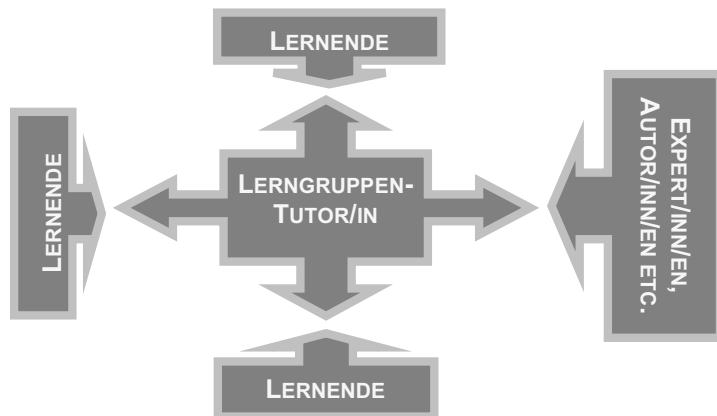 LERNENDE
LERNENDE
LERNGRUPPEN-
TUTOR/IN
EXPERT/INN/EN,
AUTOR/INN/EN ETC.
LERNENDE